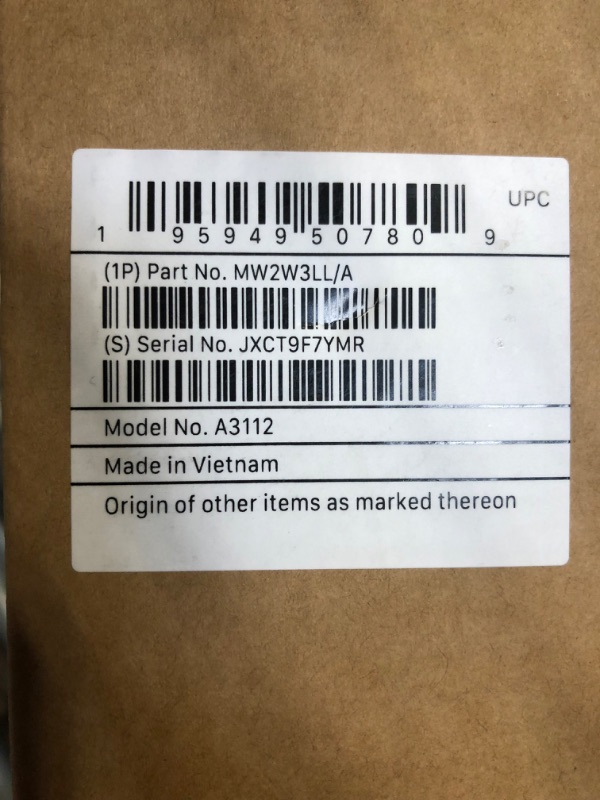 UPC
1 95949 50780 9
(1P) Part No. MW2W3LL/A
(S) Serial No. JXCT9F7YMR
Model No. A3112
Made in Vietnam
Origin of other items as marked thereon